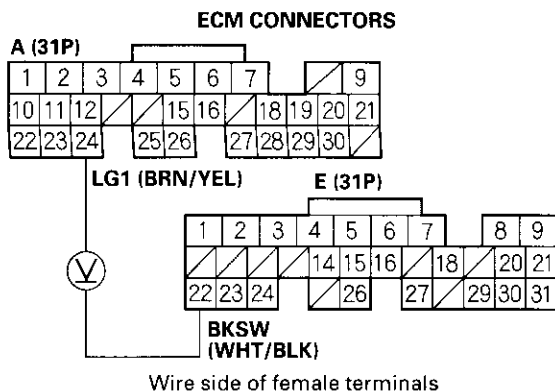 ECM CONNECTORS
A (31P)
1 2 3 4 5 6 7 9
10 11 12 15 16 18 19 20 21
22 23 24 25 26 27 28 29 30
LG1 (BRN/YEL)
E (31P)
1 2 3 4 5 6 7 8 9
14 15 16 18 20 21
22 23 24 26 27 29 30 31
V
BKSW
(WHT/BLK)
Wire side of female terminals